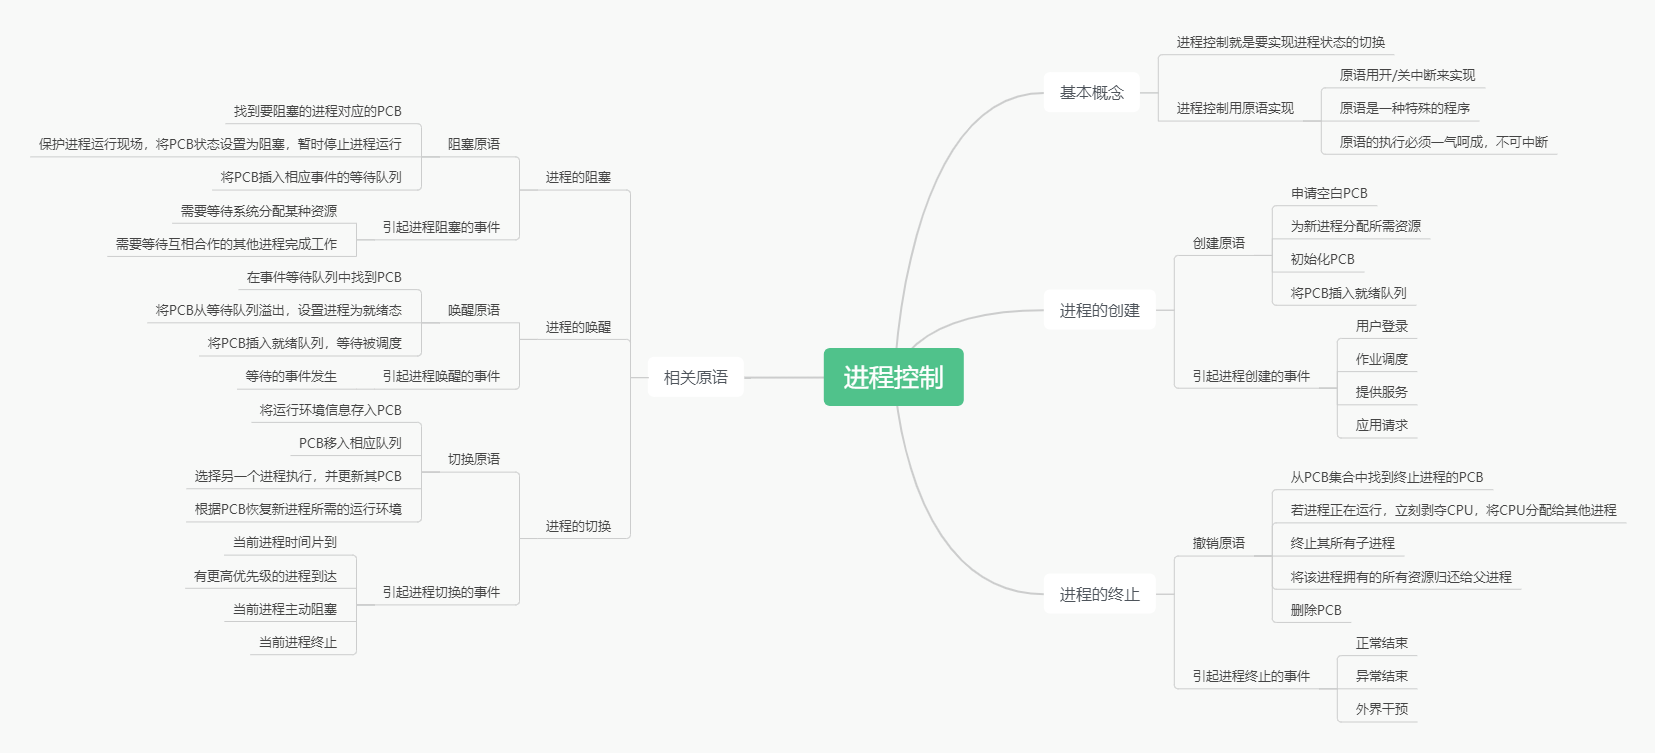 进程控制
基本概念
进程控制就是要实现进程状态的切换
进程控制用原语实现
原语用开/关中断来实现
原语是一种特殊的程序
原语的执行必须一气呵成，不可中断
进程的创建
创建原语
申请空白PCB
为新进程分配所需资源
初始化PCB
将PCB插入就绪队列
引起进程创建的事件
用户登录
作业调度
提供服务
应用请求
进程的终止
撤销原语
从PCB集合中找到终止进程的PCB
若进程正在运行，立刻剥夺CPU，将CPU分配给其他进程
终止其所有子进程
将该进程拥有的所有资源归还给父进程
删除PCB
引起进程终止的事件
正常结束
异常结束
外界干预
相关原语
进程的阻塞
阻塞原语
找到要阻塞的进程对应的PCB
保护进程运行现场，将PCB状态设置为阻塞，暂时停止进程运行
将PCB插入相应事件的等待队列
引起进程阻塞的事件
需要等待系统分配某种资源
需要等待互相合作的其他进程完成工作
进程的唤醒
唤醒原语
在事件等待队列中找到PCB
将PCB从等待队列溢出，设置进程为就绪态
将PCB插入就绪队列，等待被调度
引起进程唤醒的事件
等待的事件发生
进程的切换
切换原语
将运行环境信息存入PCB
PCB移入相应队列
选择另一个进程执行，并更新其PCB
根据PCB恢复新进程所需的运行环境
引起进程切换的事件
当前进程时间片到
有更高优先级的进程到达
当前进程主动阻塞
当前进程终止